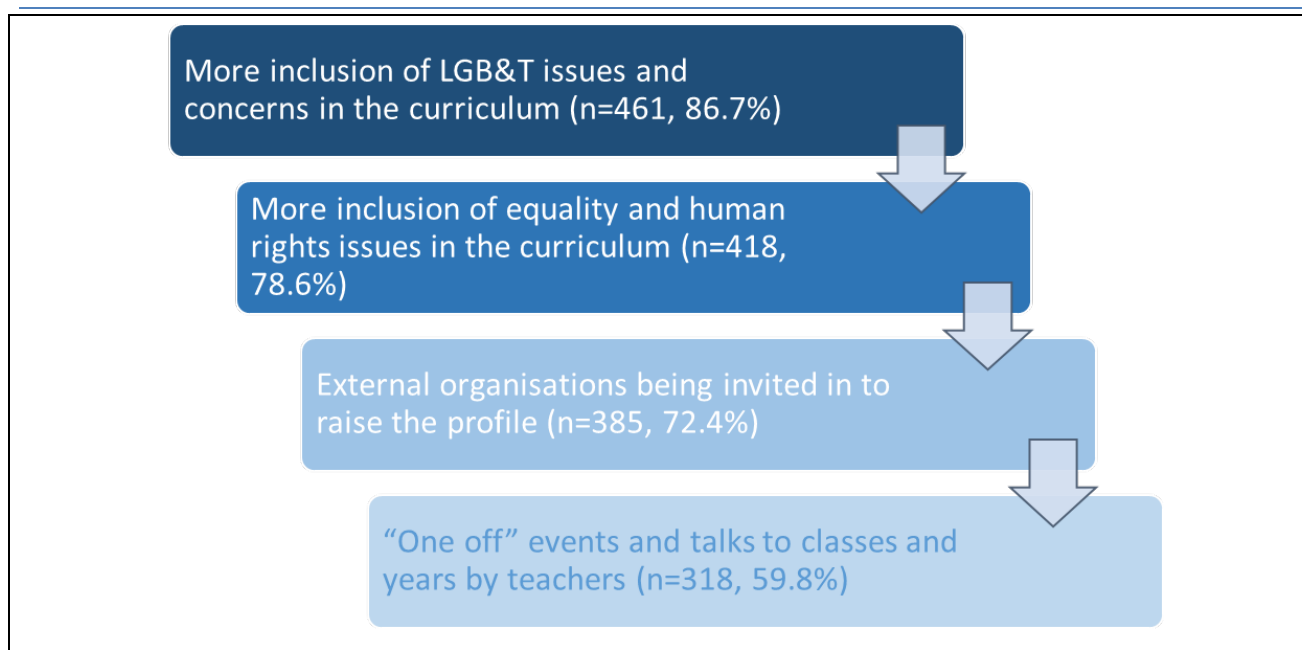 More inclusion of LGB&T issues and
concerns in the curriculum (n=461, 86.7%)
More inclusion of equality and human
rights issues in the curriculum (n=418,
78.6%)
External organisations being invited in to
raise the profile (n=385, 72.4%)
“One off” events and talks to classes and
years by teachers (n=318, 59.8%)